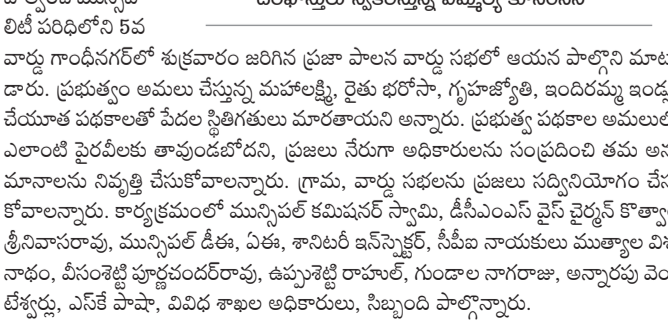 దరఖాస్తులు స్వీకరిస్తున్న ఎమ్మెల్యే కూనంనేని
లిటీ పరిధిలోని 5వ
వార్డు గాంధీనగర్‌లో శుక్రవారం జరిగిన ప్రజా పాలన వార్డు సభలో ఆయన పాల్గొని మాట
డారు. ప్రభుత్వం అమలు చేస్తున్న మహాలక్ష్మి, రైతు భరోసా, గృహజ్యోతి, ఇందిరమ్మ ఇండ్ల
చేయూత పథకాలతో పేదల స్థితిగతులు మారతాయని అన్నారు. ప్రభుత్వ పథకాల అమలులో
ఎలాంటి పైరవీలకు తావుండబోదని, ప్రజలు నేరుగా అధికారులను సంప్రదించి తమ అను
మానాలను నివృత్తి చేసుకోవాలన్నారు. గ్రామ, వార్డు సభలను ప్రజలు సద్వినియోగం చేసు
కోవాలన్నారు. కార్యక్రమంలో మున్సిపల్ కమిషనర్ స్వామి, డీసీఎంఎస్ వైస్ చైర్మన్ కొత్వా
శ్రీనివాసరావు, మున్సిపల్ డీఈ, ఏఈ, శానిటరీ ఇన్‌స్పెక్టర్, సీపీఐ నాయకులు ముత్యాల విశ
నాథం, వీసంశెట్టి పూర్ణచందర్‌రావు, ఉప్పుశెట్టి రాహుల్, గుండాల నాగరాజు, అన్నారపు వెం
టేశ్వర్లు, ఎస్‌కే పాషా, వివిధ శాఖల అధికారులు, సిబ్బంది పాల్గొన్నారు.